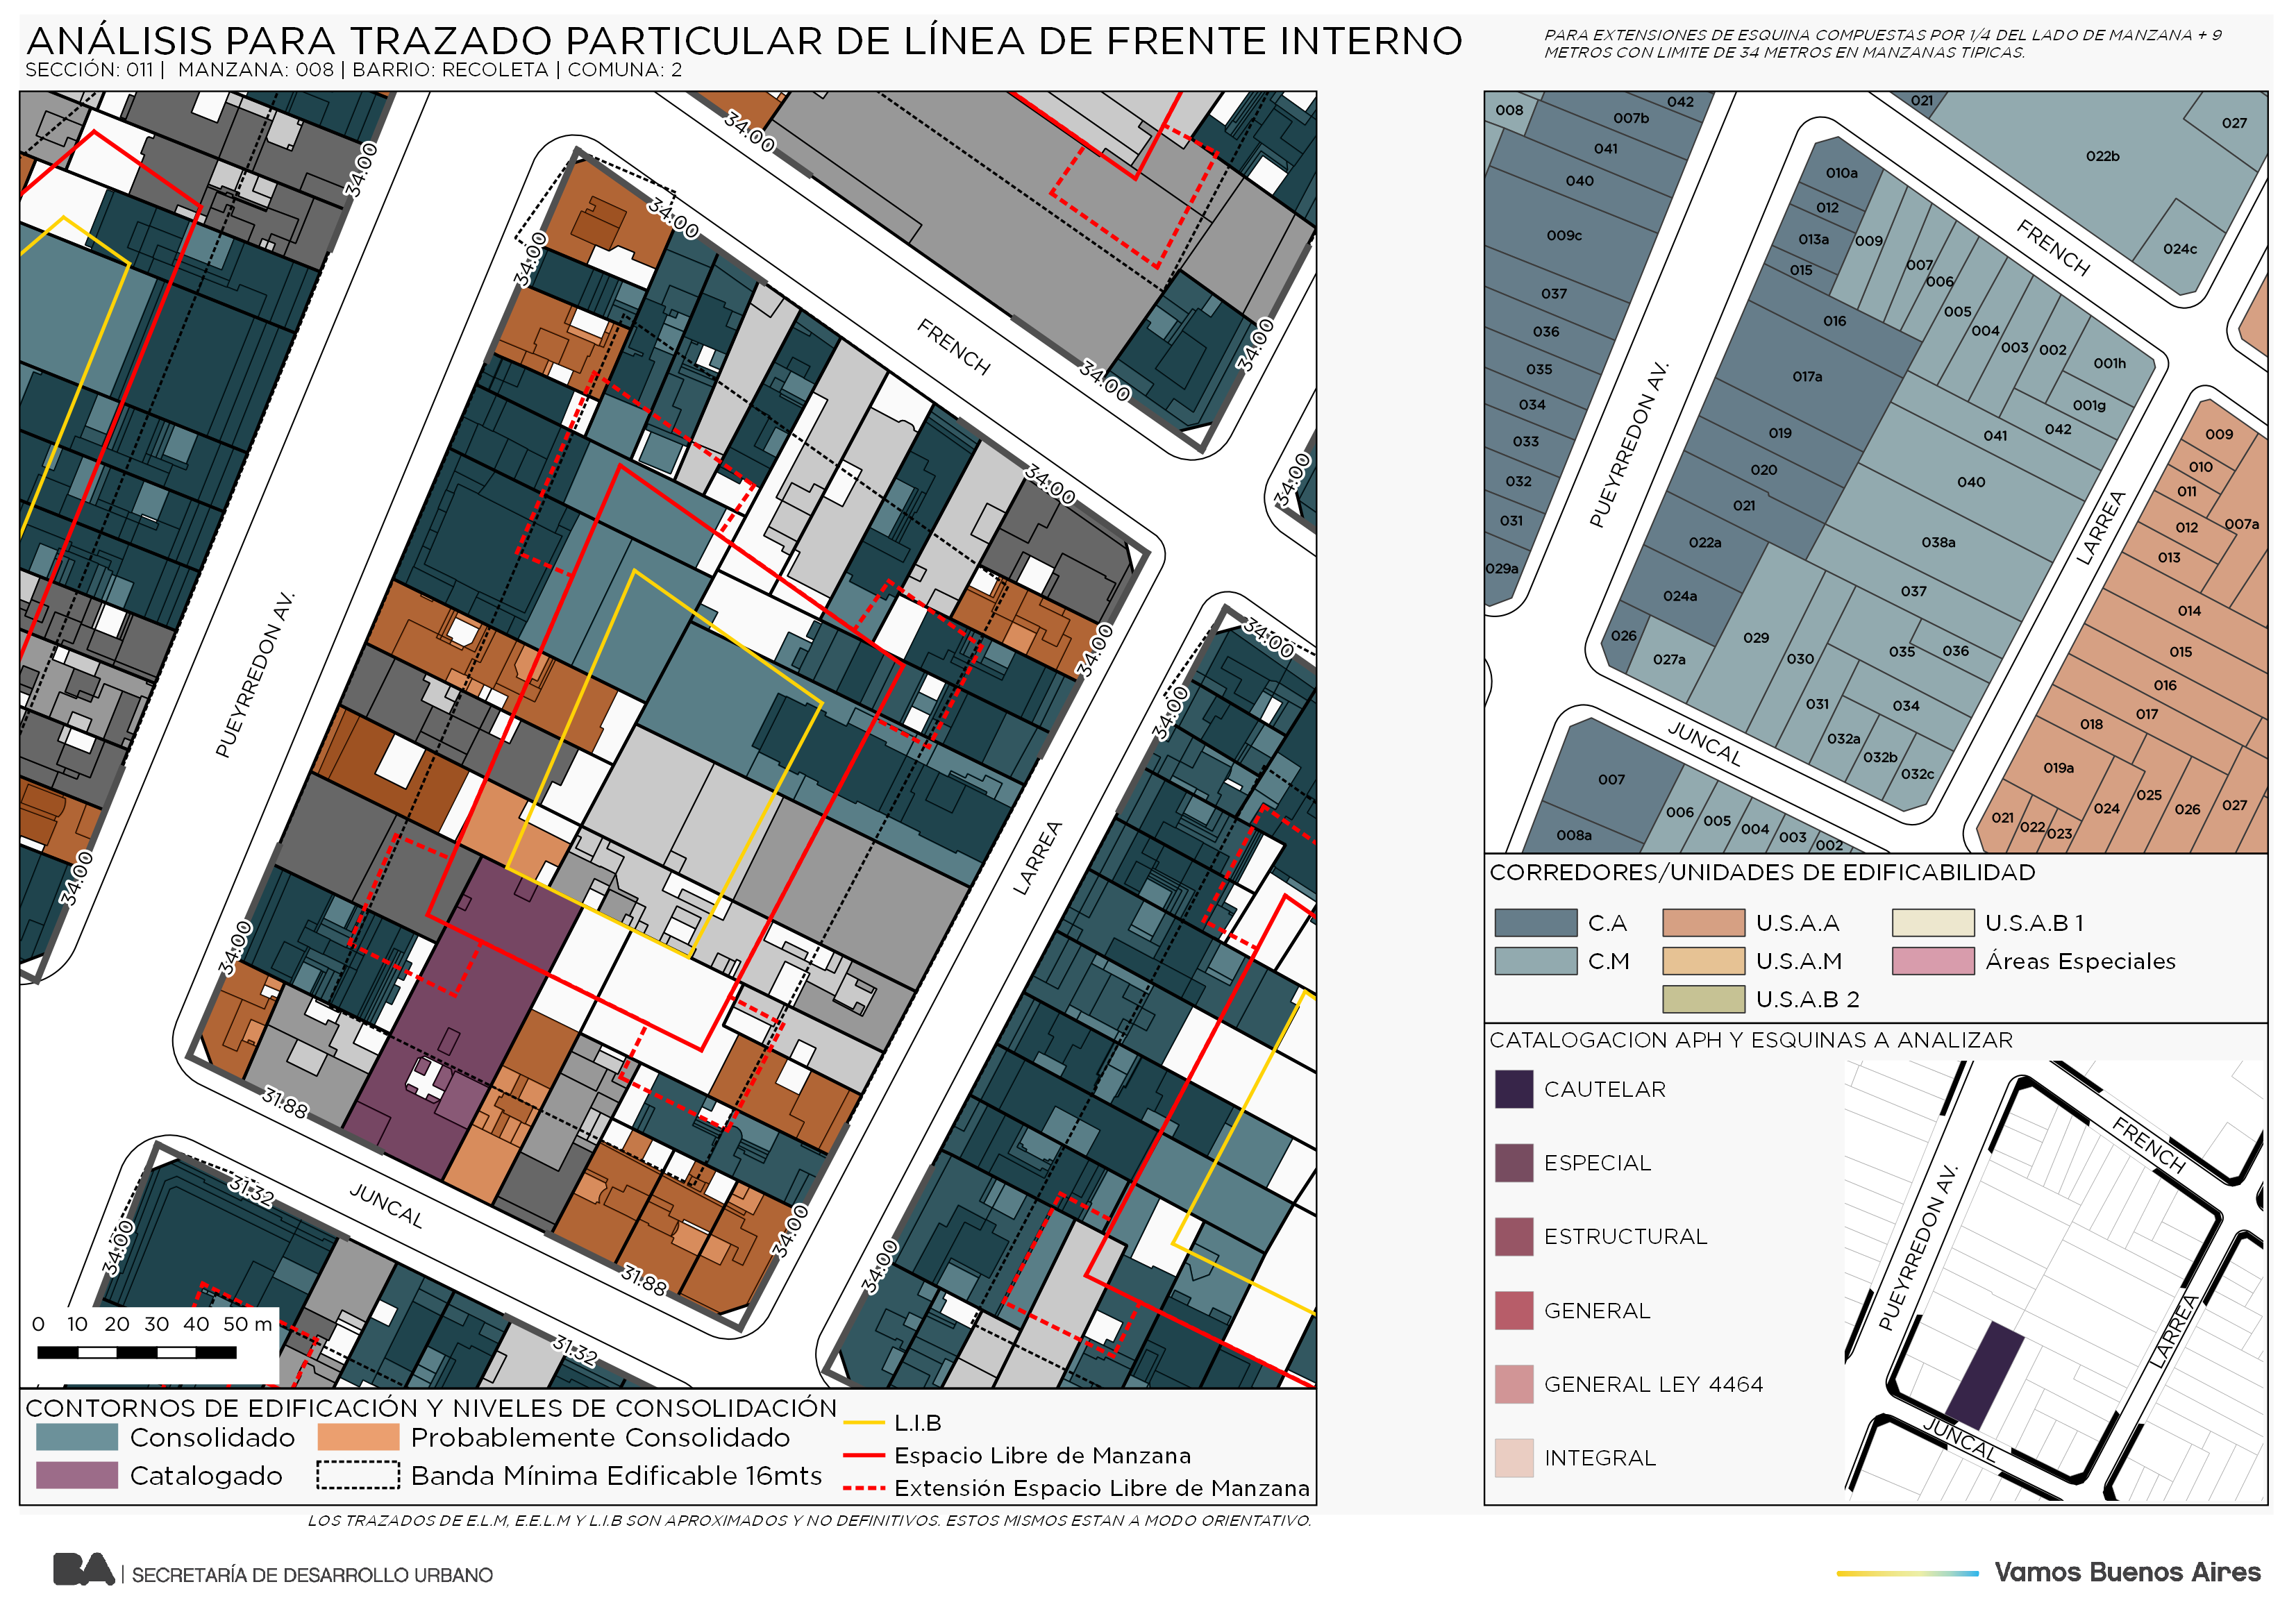 ANÁLISIS PARA TRAZADO PARTICULAR DE LÍNEA DE FRENTE INTERNO
SECCIÓN: 011 | MANZANA: 008 | BARRIO: RECOLETA | COMUNA: 2
PARA EXTENSIONES DE ESQUINA COMPUESTAS POR 1/4 DEL LADO DE MANZANA + 9
METROS CON LIMITE DE 34 METROS EN MANZANAS TIPICAS.
34.00
34.00
34.00
34.00
FRENCH
34.00
34.00
34.00
34.00
34.00
34.00
34.00
PUEYRREDON AV.
LARREA
34.00
34.00
31.88
31.32
JUNCAL
34.00
34.00
34.00
31.88
31.32
0 10 20 30 40 50 m
CONTORNOS DE EDIFICACIÓN Y NIVELES DE CONSOLIDACIÓN
Consolidado
Probablemente Consolidado
Catalogado
Banda Mínima Edificable 16mts
L.I.B
Espacio Libre de Manzana
Extensión Espacio Libre de Manzana
LOS TRAZADOS DE E.L.M, E.E.L.M Y L.I.B SON APROXIMADOS Y NO DEFINITIVOS. ESTOS MISMOS ESTAN A MODO ORIENTATIVO.
008
042
007b
041
040
009c
037
036
035
034
033
032
031
029a
021
022b
027
024c
010a
012
013a
015
009
007
006
005
004
003
002
001h
001g
042
041
016
017a
019
020
021
022a
024a
026
027a
029
030
031
032a
032b
032c
034
035
036
037
038a
040
FRENCH
PUEYRREDON AV.
LARREA
JUNCAL
009
010
011
012
013
007a
014
015
016
017
018
019a
021
022
023
024
025
026
027
007
008a
006
005
004
003
002
CORREDORES/UNIDADES DE EDIFICABILIDAD
C.A
U.S.A.A
U.S.A.B 1
C.M
U.S.A.M
Áreas Especiales
U.S.A.B 2
CATALOGACION APH Y ESQUINAS A ANALIZAR
CAUTELAR
ESPECIAL
ESTRUCTURAL
GENERAL
GENERAL LEY 4464
INTEGRAL
FRENCH
PUEYRREDON AV.
LARREA
JUNCAL
BA | SECRETARÍA DE DESARROLLO URBANO
Vamos Buenos Aires